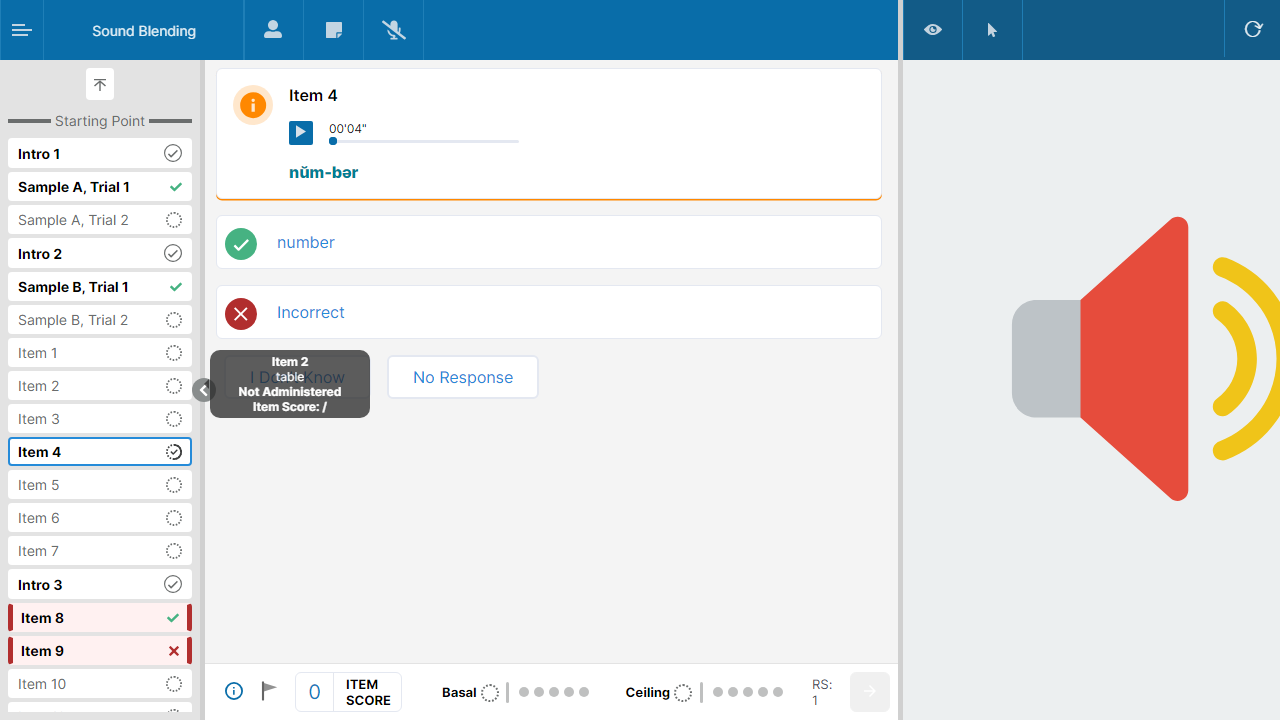 Sound Blending
Starting Point
Intro 1
Sample A, Trial 1
Sample A, Trial 2
Intro 2
Sample B, Trial 1
Sample B, Trial 2
Item 1
Item 2
Item 3
Item 4
Item 5
Item 6
Item 7
Intro 3
Item 8
Item 9
Item 10
Item 4
00'04"
nŭm-bər
number
Incorrect
I Don't Know
No Response
Item 2
table
Not Administered
Item Score: /
0
ITEM
SCORE
Basal
Ceiling
RS:
1